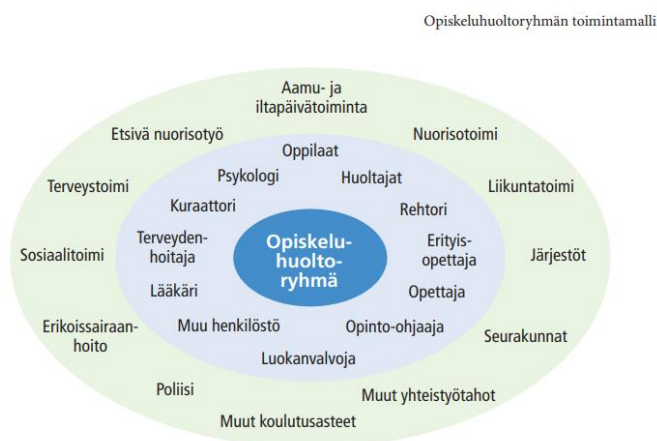 Opiskeluhuoltoryhmän toimintamalli
Aamu- ja
iltapäivätoiminta
Etsivä nuorisotyö
Nuorisotoimi
Oppilaat
Psykologi
Huoltajat
Terveystoimi
Liikuntatoimi
Kuraattori
Rehtori
Terveyden-
hoitaja
Opiskelu-
huolto-
ryhmä
Erityis-
opettaja
Sosiaalitoimi
Järjestöt
Lääkäri
Opettaja
Erikoissairaan-
hoito
Muu henkilöstö
Opinto-ohjaaja
Seurakunnat
Luokanvalvoja
Poliisi
Muut yhteistyötahot
Muut koulutusasteet